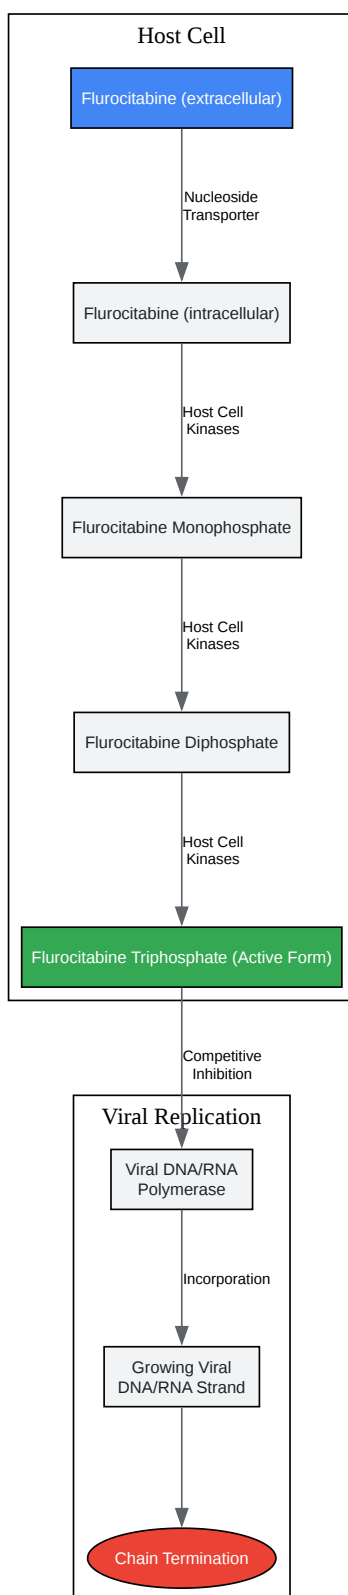 Host Cell
Flurocitabine (extracellular)
Nucleoside
Transporter
Flurocitabine (intracellular)
Host Cell
Kinases
Flurocitabine Monophosphate
Host Cell
Kinases
Flurocitabine Diphosphate
Host Cell
Kinases
Flurocitabine Triphosphate (Active Form)
Competitive
Inhibition
Viral Replication
Viral DNA/RNA
Polymerase
Incorporation
Growing Viral
DNA/RNA Strand
Chain Termination